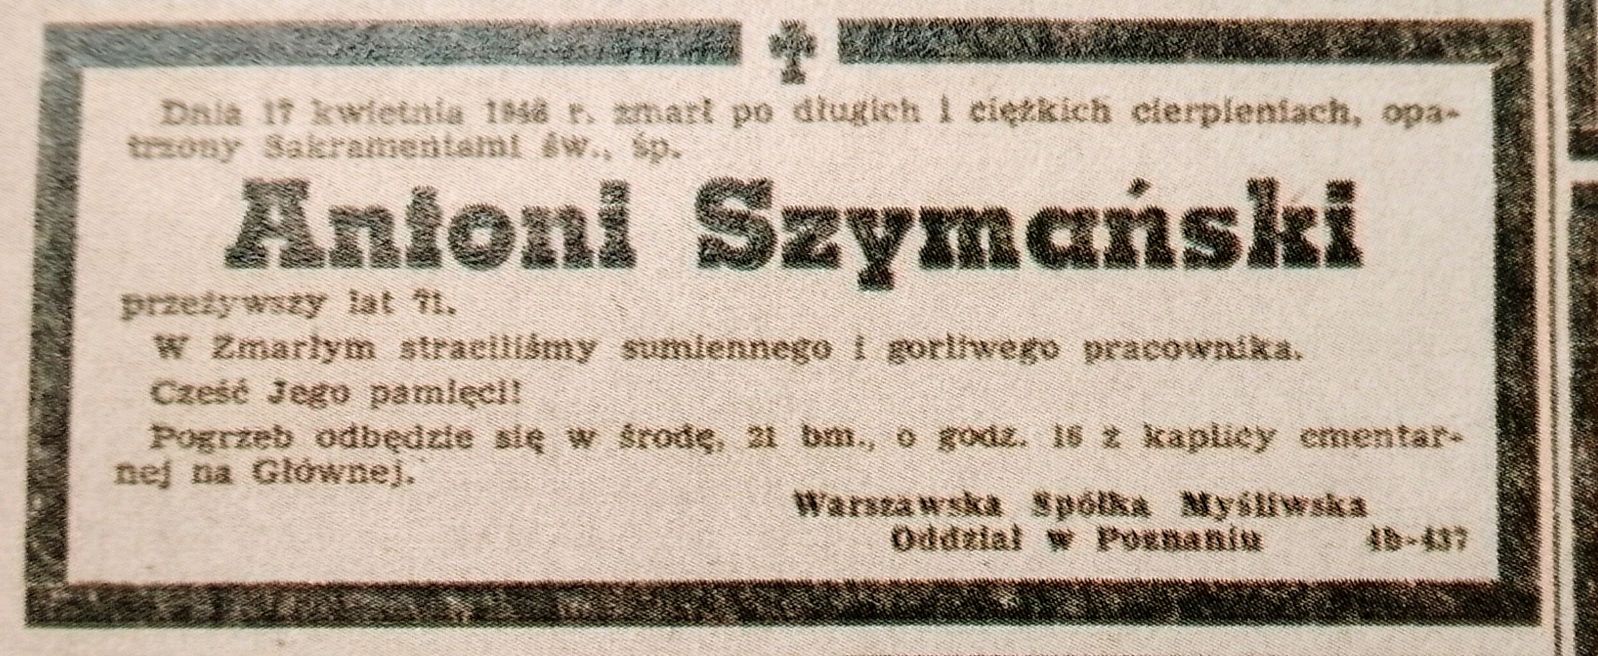 Dnia 17 kwietnia 1948 r. zmarł po długich i ciężkich cierpieniach, opa-
trzony Sakramentami św., śp.
Antoni Szymański
przeżywszy lat 71.
W Zmarłym straciliśmy sumiennego i gorliwego pracownika.
Cześć Jego pamięci!
Pogrzeb odbędzie się w środę, 21 bm., o godz. 16 z kaplicy cmentar-
nej na Głównej.
Warszawska Spółka Myśliwska
Oddział w Poznaniu 4b-437